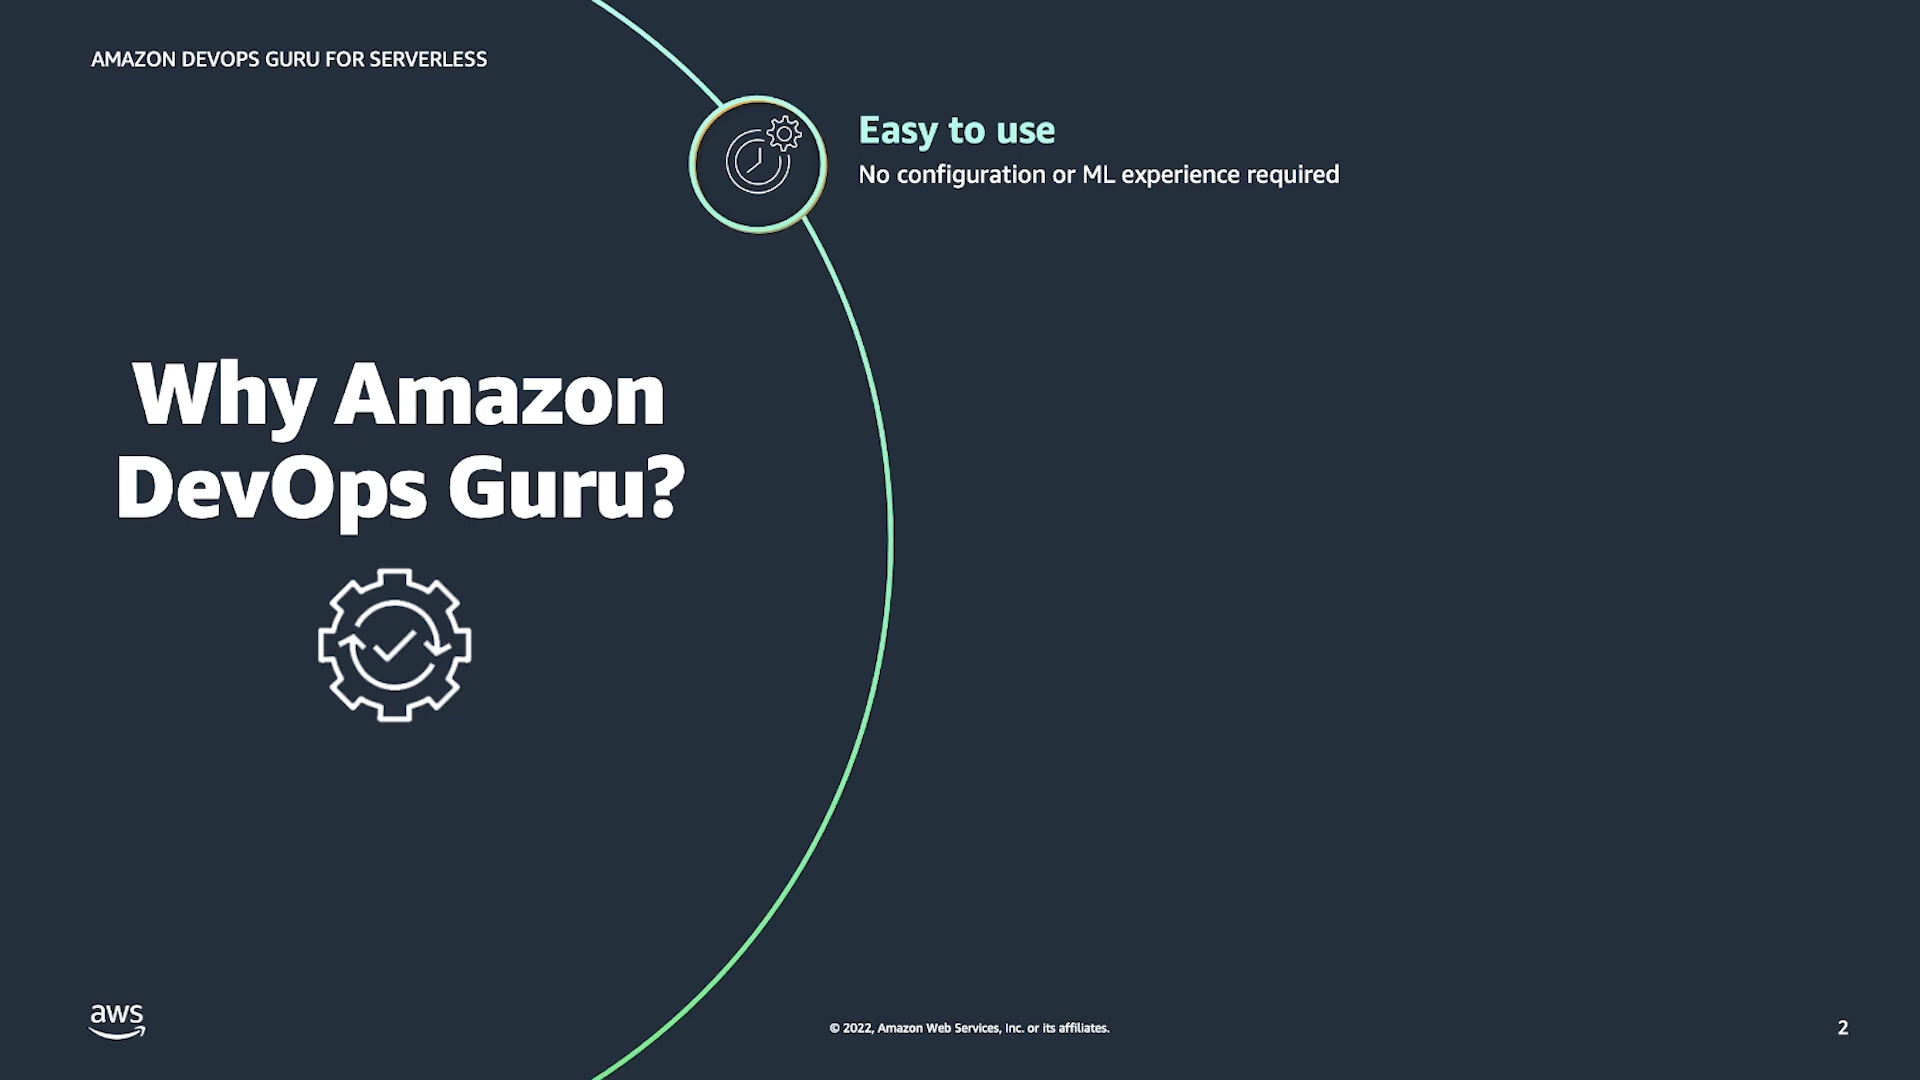 AMAZON DEVOPS GURU FOR SERVERLESS
Easy to use
No configuration or ML experience required
Why Amazon
DevOps Guru?
aws
© 2022, Amazon Web Services, Inc. or its affiliates.
2